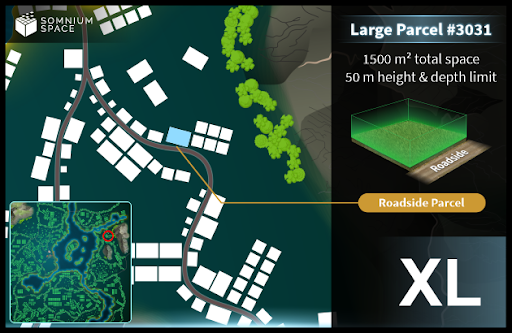 SOMNIUM
SPACE
Large Parcel #3031
1500 m² total space
50 m height & depth limit
Roadside
Roadside Parcel
XL